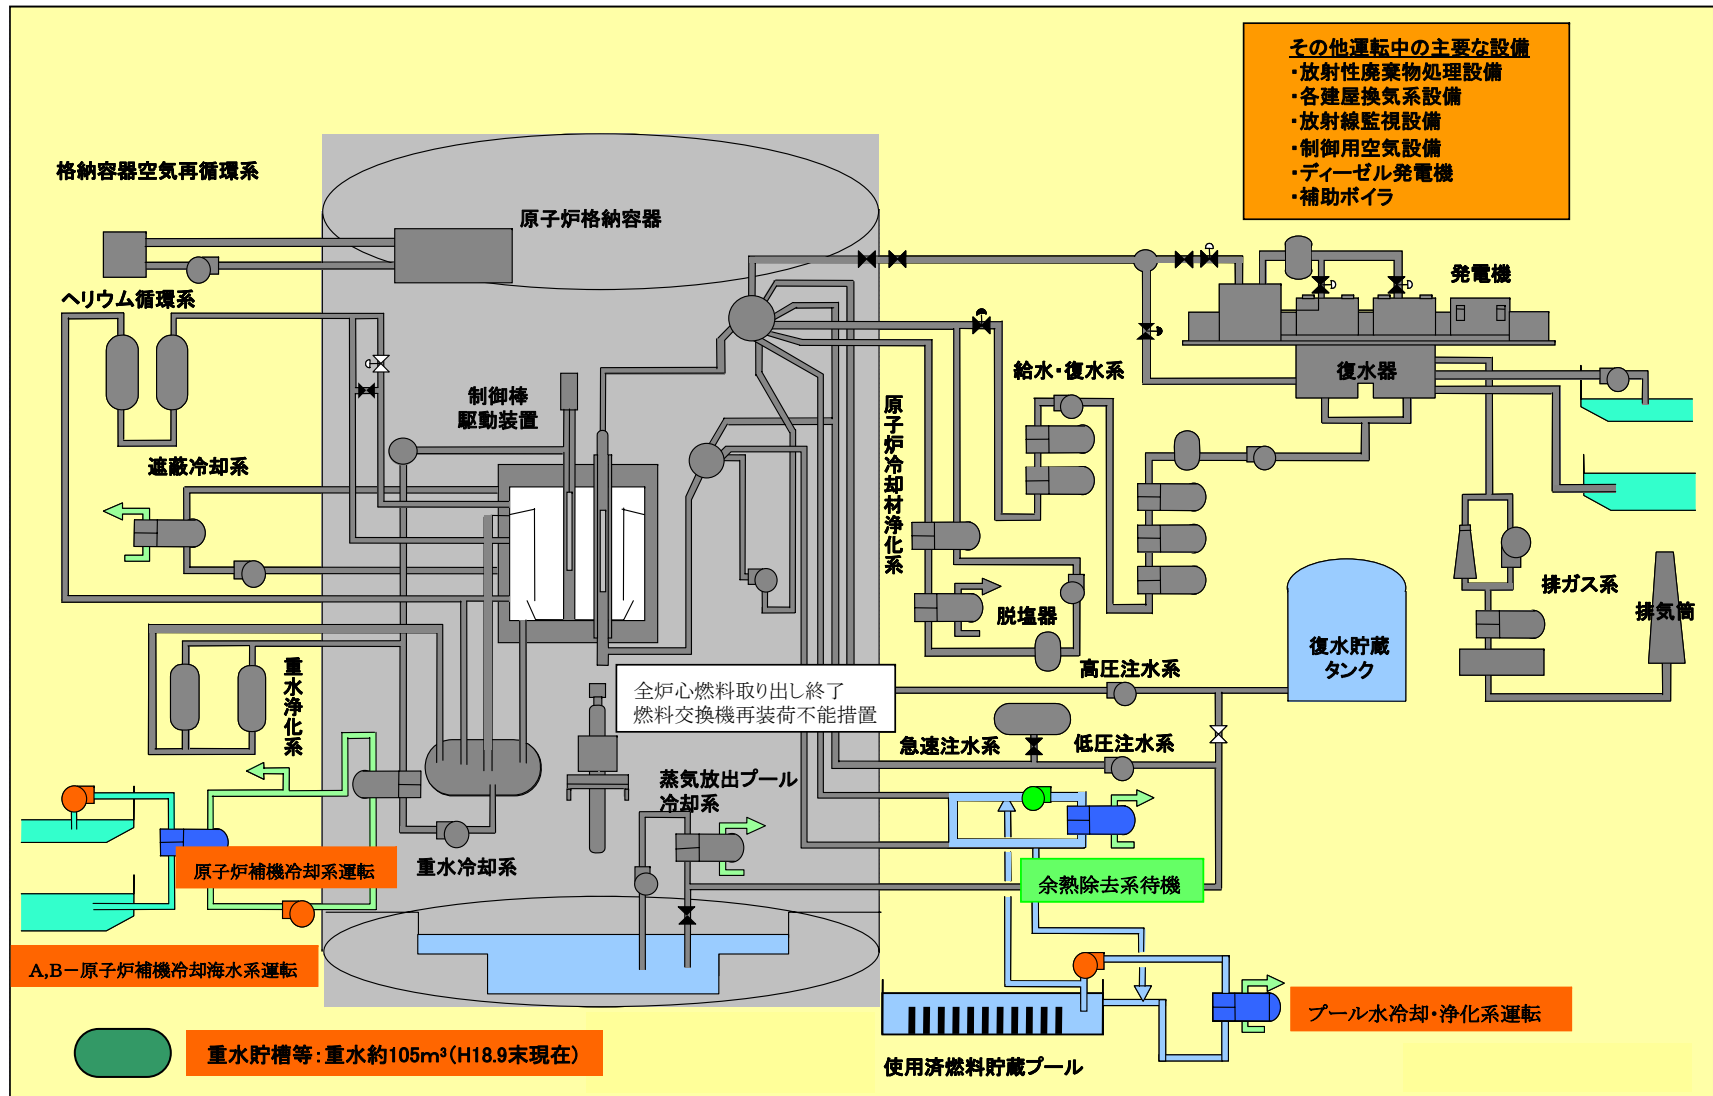 その他運転中の主要な設備
・放射性廃棄物処理設備
・各建屋換気系設備
・放射線監視設備
・制御用空気設備
・ディーゼル発電機
・補助ボイラ
格納容器空気再循環系
原子炉格納容器
ヘリウム循環系
発電機
給水・復水系
復水器
制御棒
駆動装置
原子炉冷却材浄化系
遮蔽冷却系
排ガス系
排気筒
脱塩器
復水貯蔵
タンク
重水浄化系
高圧注水系
全炉心燃料取り出し終了
燃料交換機再装荷不能措置
急速注水系
低圧注水系
蒸気放出プール
冷却系
重水冷却系
原子炉補機冷却系運転
余熱除去系待機
A,B－原子炉補機冷却海水系運転
プール水冷却・浄化系運転
使用済燃料貯蔵プール
重水貯槽等：重水約105m³（H18.9末現在）